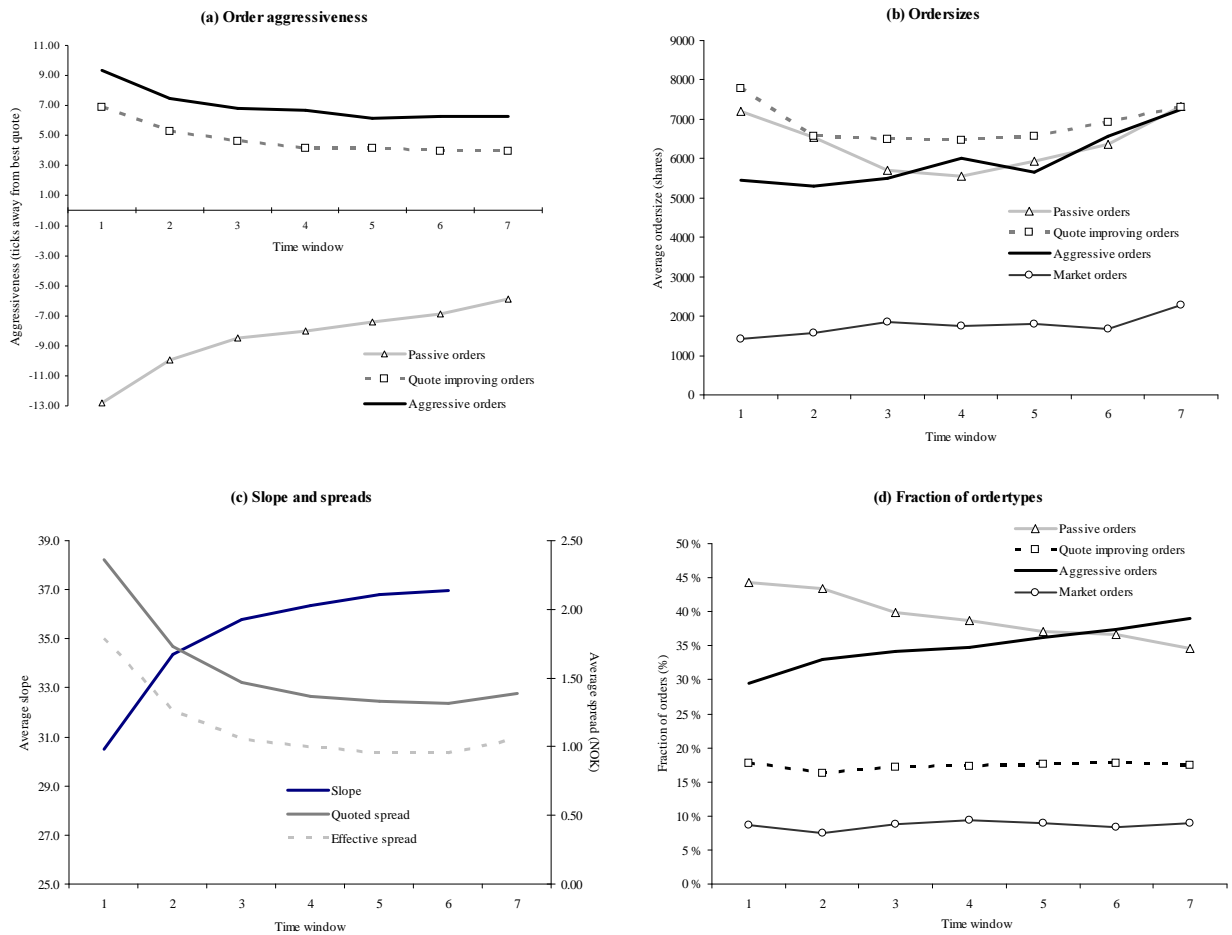 (a) Order aggressiveness
Aggressiveness (ticks away from best quote)
11.00
9.00
7.00
5.00
3.00
1.00
-1.00
-3.00
-5.00
-7.00
-9.00
-11.00
-13.00
1 2 3 4 5 6 7
Time window
Passive orders
Quote improving orders
Aggressive orders
(b) Ordersizes
Average ordersize (shares)
9000
8000
7000
6000
5000
4000
3000
2000
1000
0
Passive orders
Quote improving orders
Aggressive orders
Market orders
1 2 3 4 5 6 7
Time window
(c) Slope and spreads
Average slope
39.0
37.0
35.0
33.0
31.0
29.0
27.0
25.0
Slope
Quoted spread
Effective spread
2.50
2.00
1.50
1.00
0.50
0.00
Average spread (NOK)
1 2 3 4 5 6 7
Time window
(d) Fraction of ordertypes
Passive orders
Quote improving orders
Aggressive orders
Market orders
Fraction of orders (%)
50 %
45 %
40 %
35 %
30 %
25 %
20 %
15 %
10 %
5 %
0 %
1 2 3 4 5 6 7
Time window